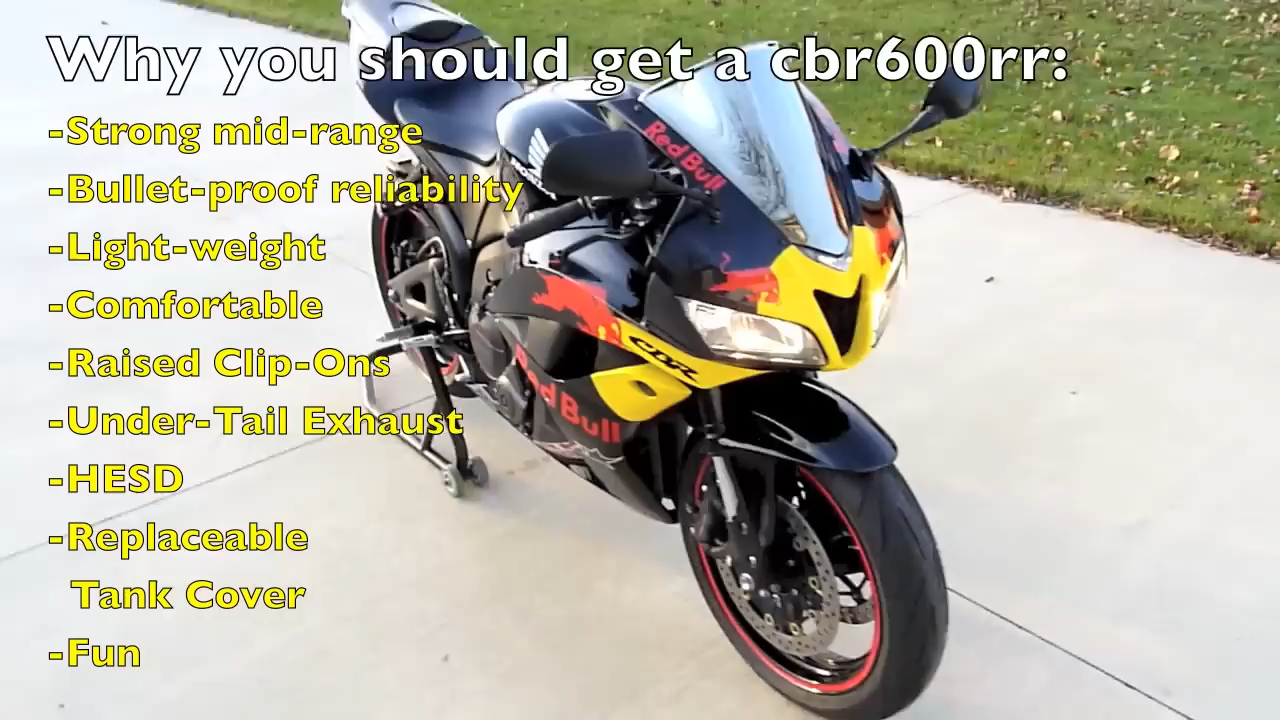 Why you should get a cbr600rr:
-Strong mid-range
-Bullet-proof reliability
-Light-weight
-Comfortable
-Raised Clip-Ons
-Under-Tail Exhaust
-HESD
-Replaceable
Tank Cover
-Fun
Red Bull
HONDA
CBR
Red Bull